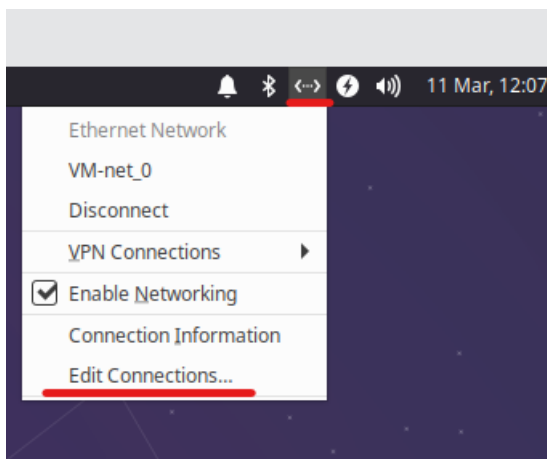 11 Mar, 12:07
Ethernet Network
VM-net_0
Disconnect
VPN Connections
Enable Networking
Connection Information
Edit Connections...